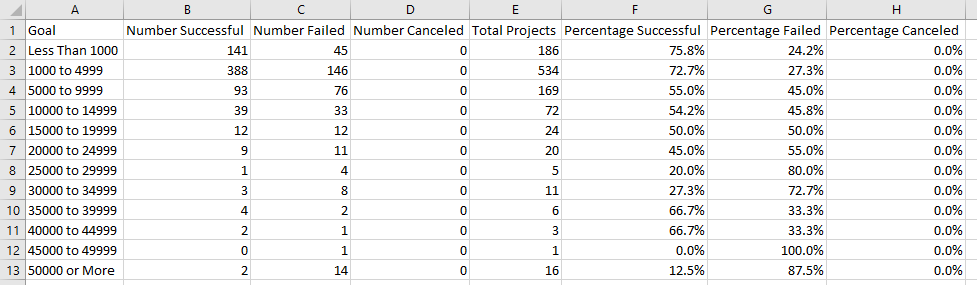 A B C D E F G H
1 Goal Number Successful Number Failed Number Canceled Total Projects Percentage Successful Percentage Failed Percentage Canceled
2 Less Than 1000 141 45 0 186 75.8% 24.2% 0.0%
3 1000 to 4999 388 146 0 534 72.7% 27.3% 0.0%
4 5000 to 9999 93 76 0 169 55.0% 45.0% 0.0%
5 10000 to 14999 39 33 0 72 54.2% 45.8% 0.0%
6 15000 to 19999 12 12 0 24 50.0% 50.0% 0.0%
7 20000 to 24999 9 11 0 20 45.0% 55.0% 0.0%
8 25000 to 29999 1 4 0 5 20.0% 80.0% 0.0%
9 30000 to 34999 3 8 0 11 27.3% 72.7% 0.0%
10 35000 to 39999 4 2 0 6 66.7% 33.3% 0.0%
11 40000 to 44999 2 1 0 3 66.7% 33.3% 0.0%
12 45000 to 49999 0 1 0 1 0.0% 100.0% 0.0%
13 50000 or More 2 14 0 16 12.5% 87.5% 0.0%